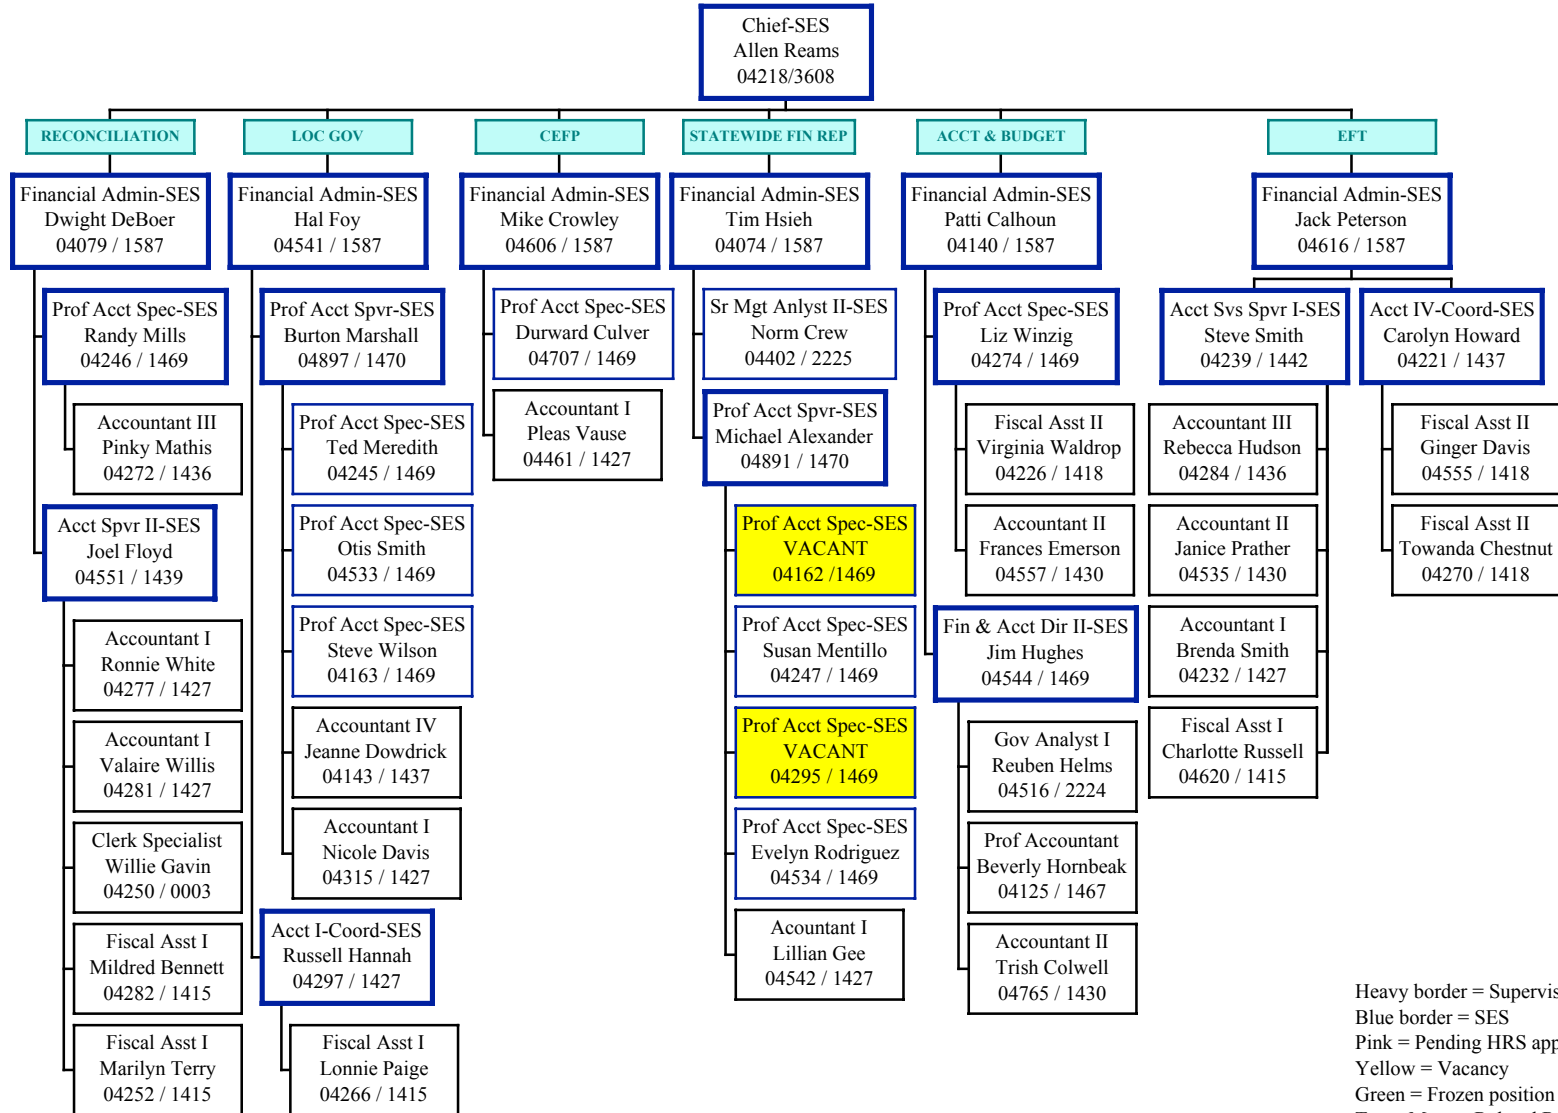 Chief-SES
Allen Reams
04218/3608
RECONCILIATION
LOC GOV
CEFP
STATEWIDE FIN REP
ACCT & BUDGET
EFT
Financial Admin-SES
Dwight DeBoer
04079 / 1587
Financial Admin-SES
Hal Foy
04541 / 1587
Financial Admin-SES
Mike Crowley
04606 / 1587
Financial Admin-SES
Tim Hsieh
04074 / 1587
Financial Admin-SES
Patti Calhoun
04140 / 1587
Financial Admin-SES
Jack Peterson
04616 / 1587
Prof Acct Spec-SES
Randy Mills
04246 / 1469
Accountant III
Pinky Mathis
04272 / 1436
Acct Spvr II-SES
Joel Floyd
04551 / 1439
Accountant I
Ronnie White
04277 / 1427
Accountant I
Valaire Willis
04281 / 1427
Clerk Specialist
Willie Gavin
04250 / 0003
Fiscal Asst I
Mildred Bennett
04282 / 1415
Fiscal Asst I
Marilyn Terry
04252 / 1415
Prof Acct Spvr-SES
Burton Marshall
04897 / 1470
Prof Acct Spec-SES
Ted Meredith
04245 / 1469
Prof Acct Spec-SES
Otis Smith
04533 / 1469
Prof Acct Spec-SES
Steve Wilson
04163 / 1469
Accountant IV
Jeanne Dowdrick
04143 / 1437
Accountant I
Nicole Davis
04315 / 1427
Acct I-Coord-SES
Russell Hannah
04297 / 1427
Fiscal Asst I
Lonnie Paige
04266 / 1415
Prof Acct Spec-SES
Durward Culver
04707 / 1469
Accountant I
Pleas Vause
04461 / 1427
Sr Mgt Anlyst II-SES
Norm Crew
04402 / 2225
Prof Acct Spvr-SES
Michael Alexander
04891 / 1470
Prof Acct Spec-SES
VACANT
04162 /1469
Prof Acct Spec-SES
Susan Mentillo
04247 / 1469
Prof Acct Spec-SES
VACANT
04295 / 1469
Prof Acct Spec-SES
Evelyn Rodriguez
04534 / 1469
Acountant I
Lillian Gee
04542 / 1427
Prof Acct Spec-SES
Liz Winzig
04274 / 1469
Fiscal Asst II
Virginia Waldrop
04226 / 1418
Accountant II
Frances Emerson
04557 / 1430
Fin & Acct Dir II-SES
Jim Hughes
04544 / 1469
Gov Analyst I
Reuben Helms
04516 / 2224
Prof Accountant
Beverly Hornbeak
04125 / 1467
Accountant II
Trish Colwell
04765 / 1430
Acct Svs Spvr I-SES
Steve Smith
04239 / 1442
Accountant III
Rebecca Hudson
04284 / 1436
Accountant II
Janice Prather
04535 / 1430
Accountant I
Brenda Smith
04232 / 1427
Fiscal Asst I
Charlotte Russell
04620 / 1415
Acct IV-Coord-SES
Carolyn Howard
04221 / 1437
Fiscal Asst II
Ginger Davis
04555 / 1418
Fiscal Asst II
Towanda Chestnut
04270 / 1418
Heavy border = Supervis
Blue border = SES
Pink = Pending HRS app
Yellow = Vacancy
Green = Frozen position